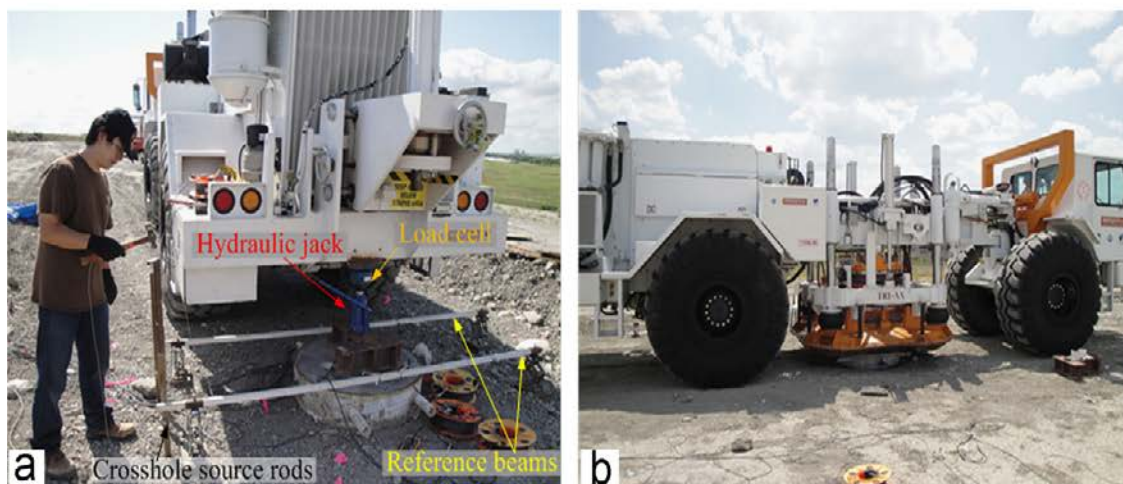 Hydraulic jack
Load cell
Crosshole source rods
Reference beams
a
TRI-AX
b